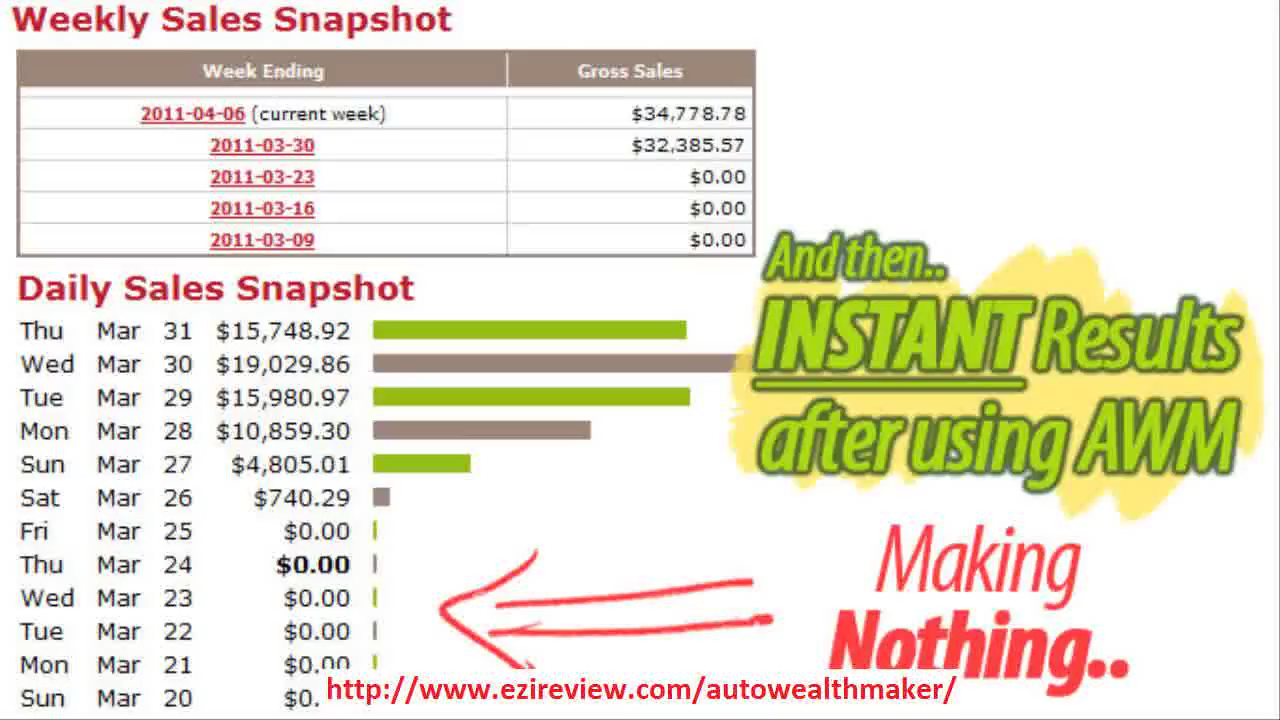 Weekly Sales Snapshot
Week Ending Gross Sales
2011-04-06 (current week) $34,778.78
2011-03-30 $32,385.57
2011-03-23 $0.00
2011-03-16 $0.00
2011-03-09 $0.00
And then..
INSTANT Results
after using AWM
Daily Sales Snapshot
Thu Mar 31 $15,748.92
Wed Mar 30 $19,029.86
Tue Mar 29 $15,980.97
Mon Mar 28 $10,859.30
Sun Mar 27 $4,805.01
Sat Mar 26 $740.29
Fri Mar 25 $0.00
Thu Mar 24 $0.00
Wed Mar 23 $0.00
Tue Mar 22 $0.00
Mon Mar 21 $0.00
Sun Mar 20 $0.
Making
Nothing..
http://www.ezireview.com/autowealthmaker/